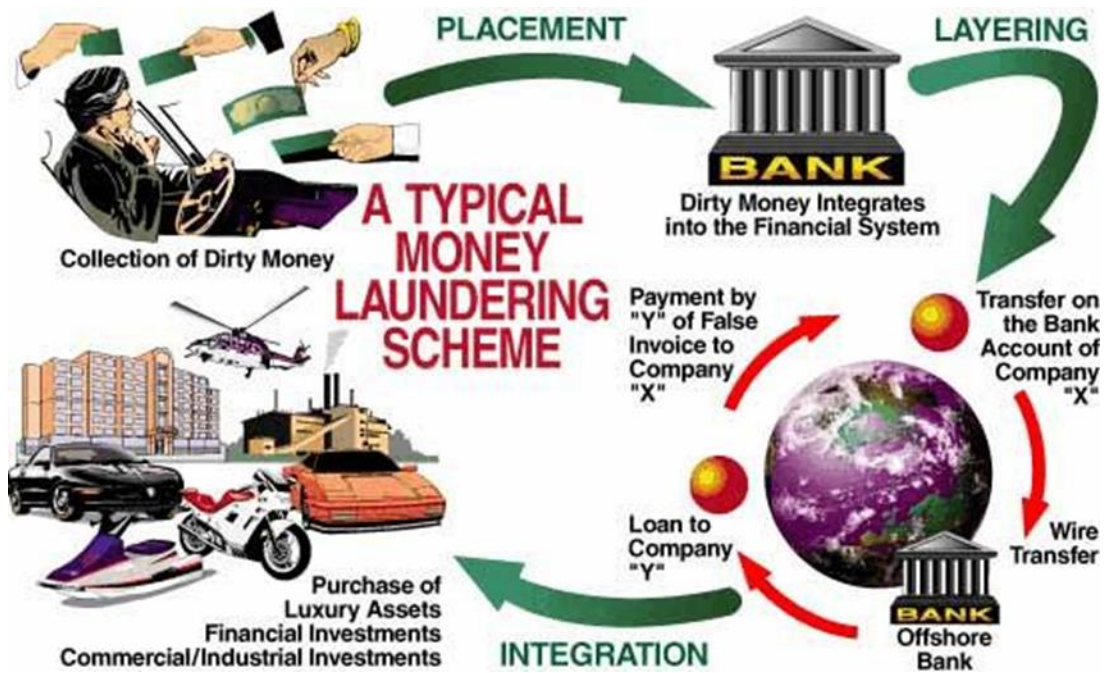 PLACEMENT
LAYERING
BANK
Dirty Money Integrates
into the Financial System
Collection of Dirty Money
A TYPICAL
MONEY
LAUNDERING
SCHEME
Payment by
"Y" of False
Invoice to
Company
"X"
Transfer on
the Bank
Account of
Company
"X"
Loan to
Company
"Y"
Wire
Transfer
BANK
Offshore
Bank
Purchase of
Luxury Assets
Financial Investments
Commercial/Industrial Investments
INTEGRATION